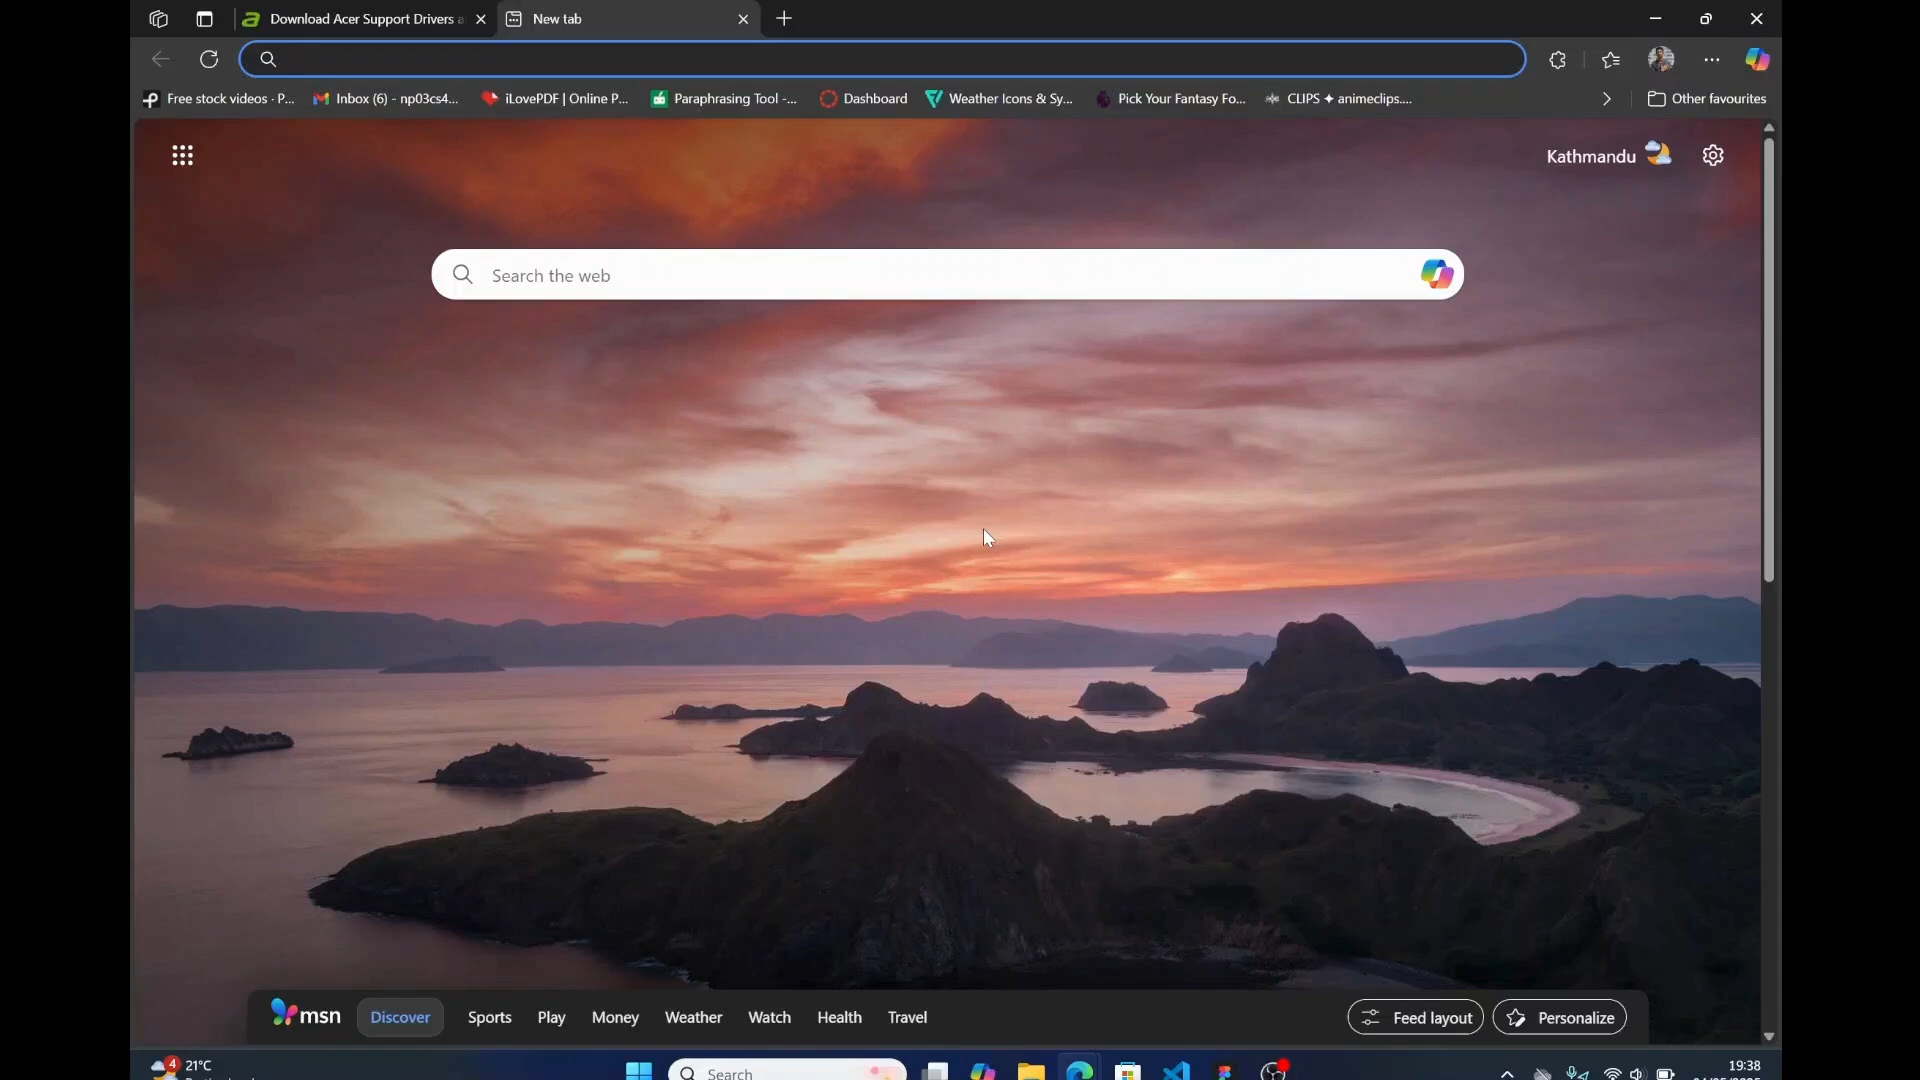 Download Acer Support Drivers a
New tab
Free stock videos · P...
Inbox (6) - np03cs4...
iLovePDF | Online P...
Paraphrasing Tool -...
Dashboard
Weather Icons & Sy...
Pick Your Fantasy Fo...
CLIPS ✦ animeclips....
Other favourites
Kathmandu
Search the web
msn
Discover
Sports
Play
Money
Weather
Watch
Health
Travel
Feed layout
Personalize
4
21°C
Search
19:38